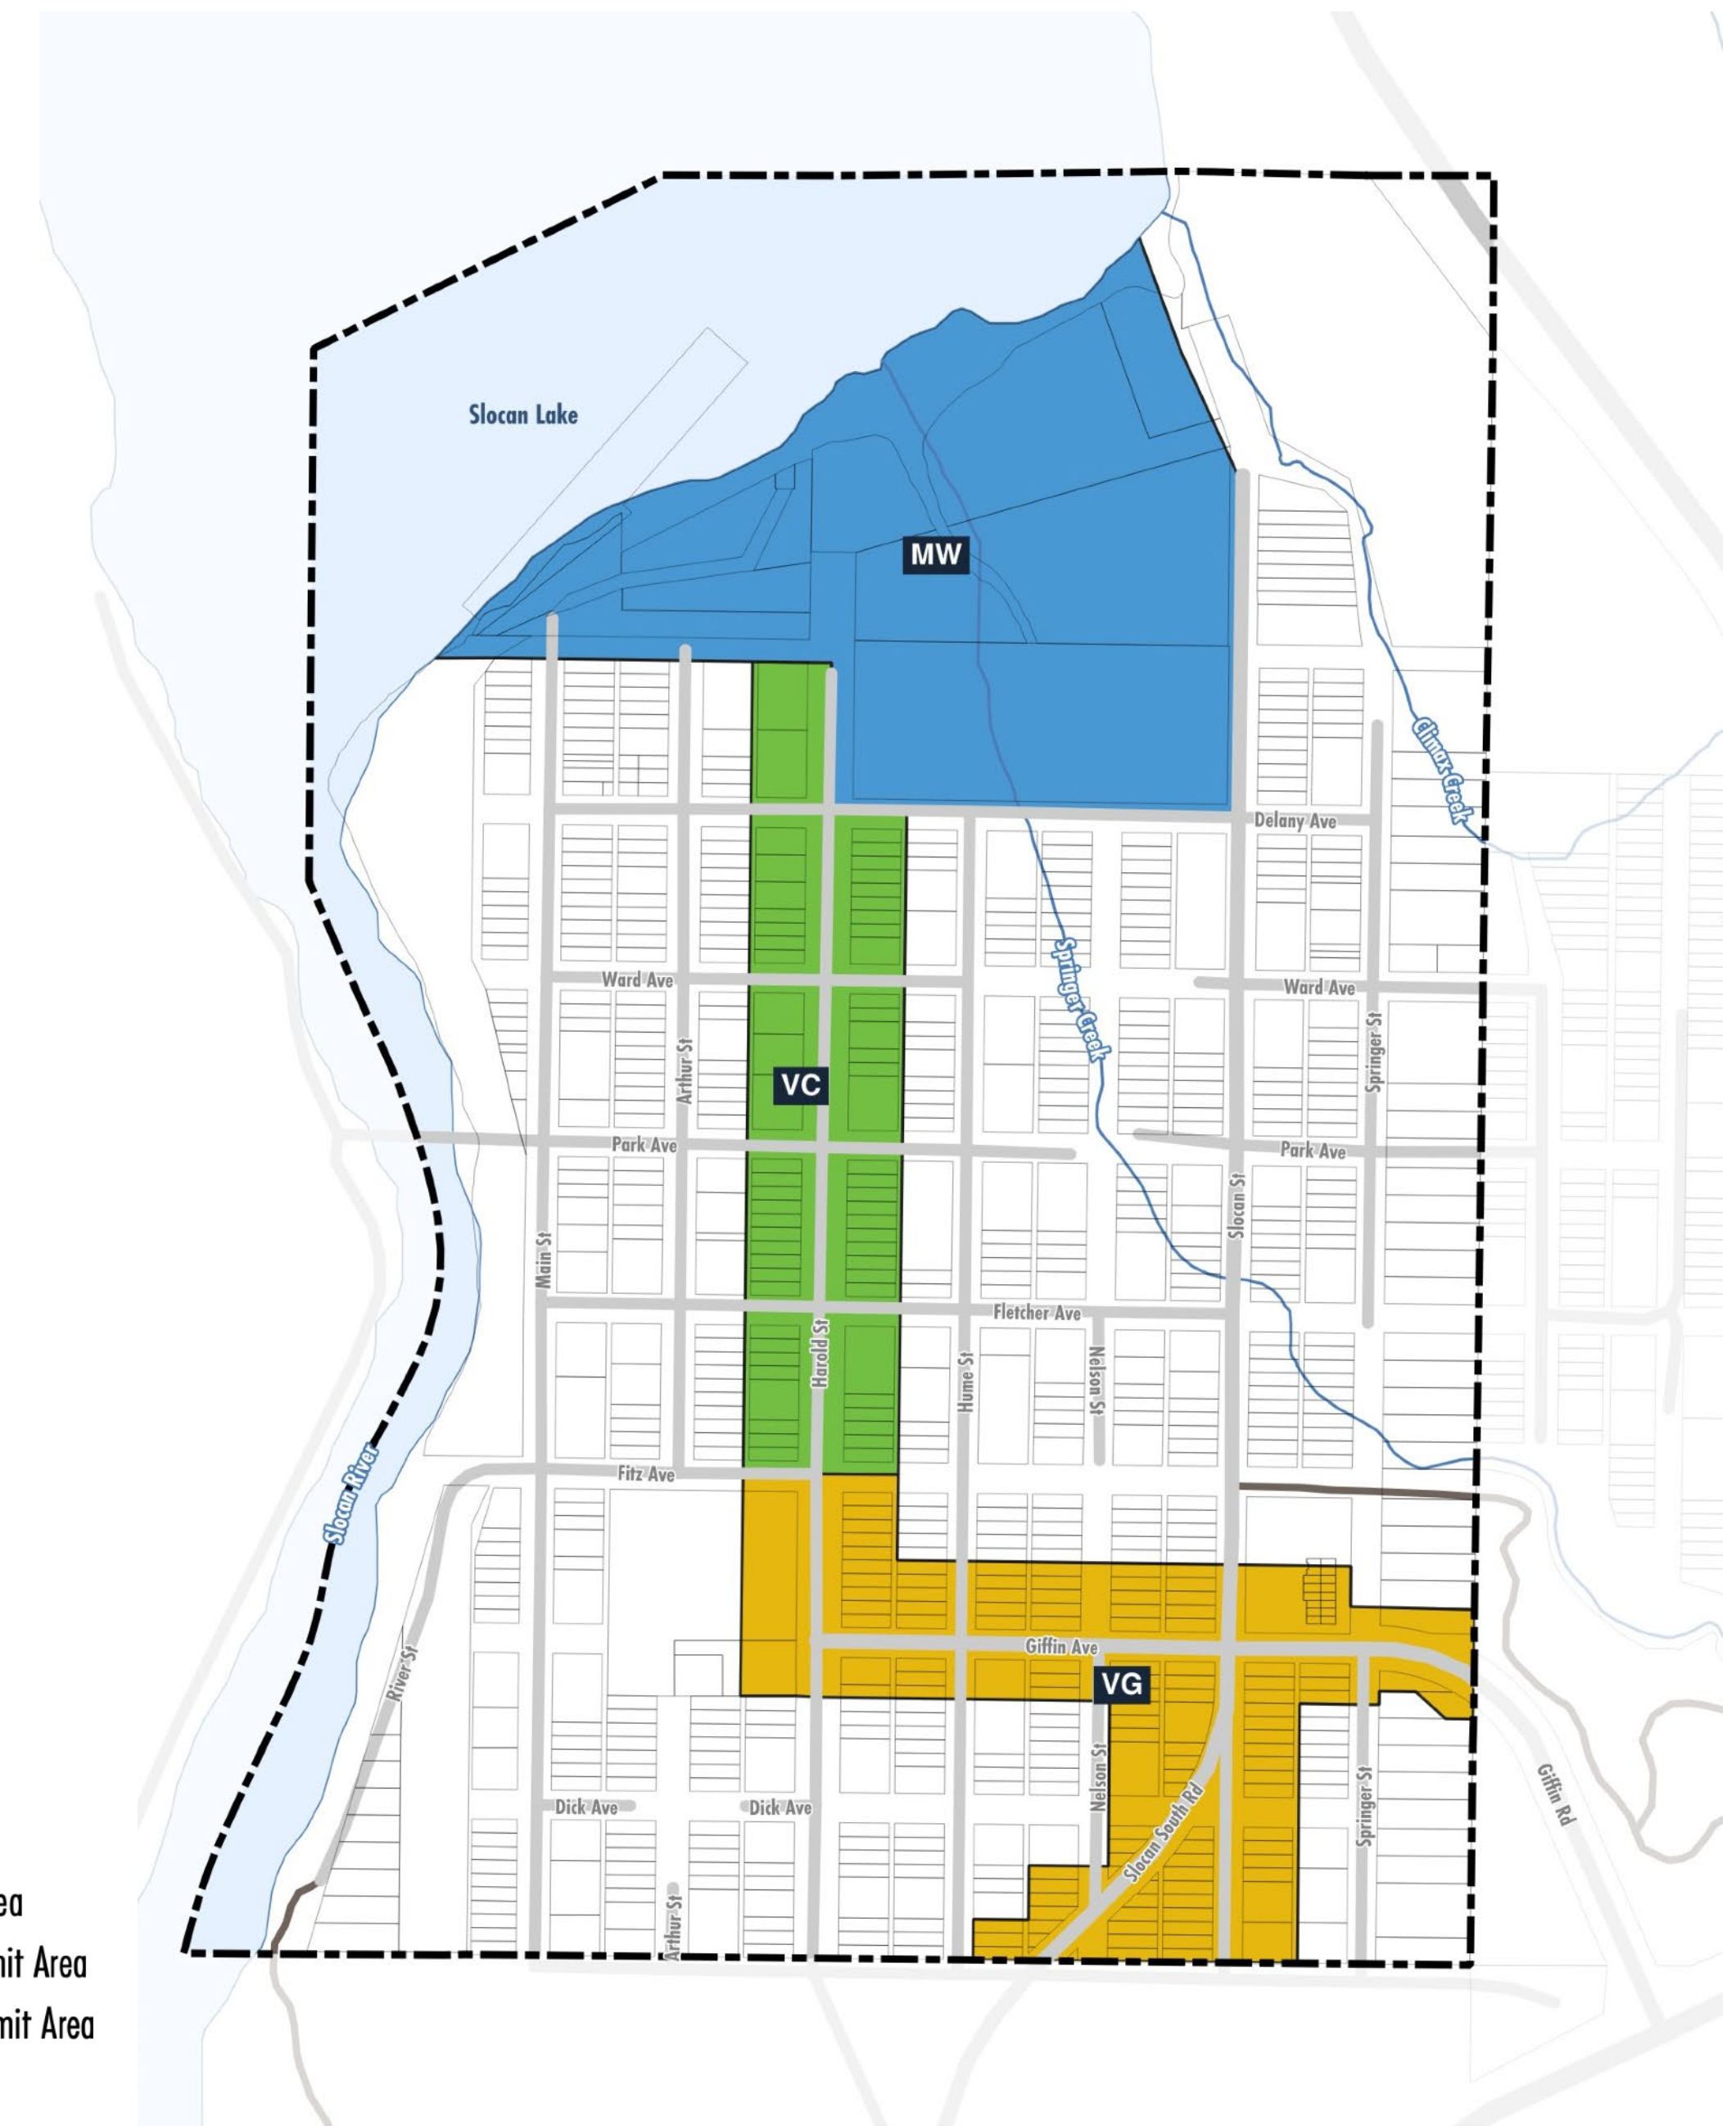 Slocan Lake
MW
Climax Creek
Delany Ave
Ward Ave
Ward Ave
Springer Creek
Springer St
Arthur St
VC
Park Ave
Park Ave
Slocan St
Main St
Fletcher Ave
Harold St
Hume St
Nelson St
Fitz Ave
Slocan River
River St
Giffin Ave
VG
Nelson St
Slocan South Rd
Springer St
Giffin Rd
Dick Ave
Dick Ave
Arthur St
ea
nit Area
mit Area